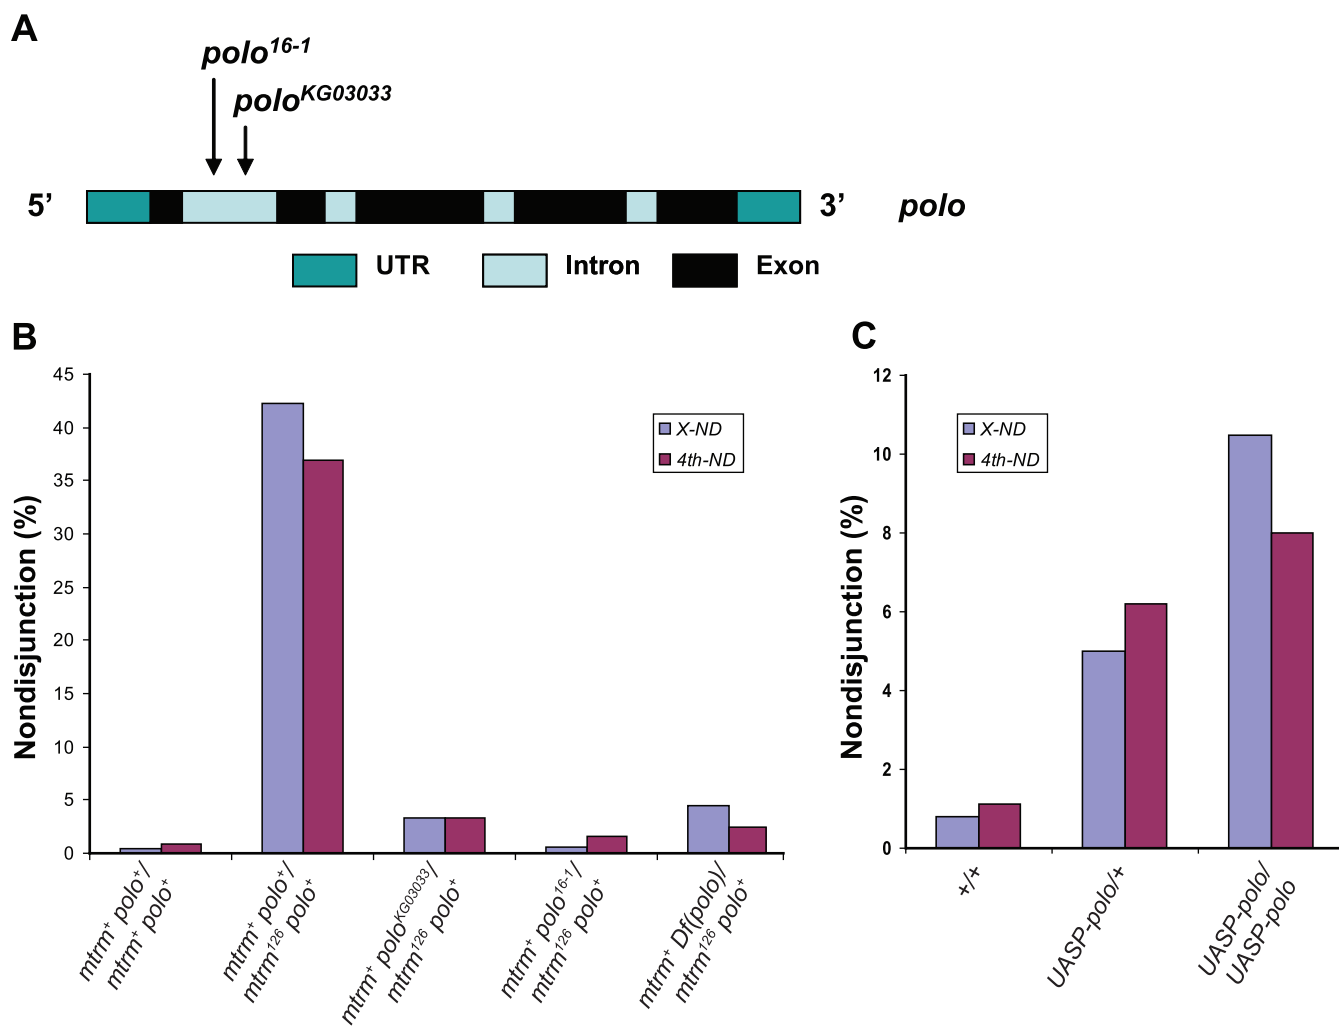 A
polo16-1
poloKG03033
5’ 3’ polo
UTR Intron Exon
B
Nondisjunction (%)
45
40
35
30
25
20
15
10
5
0
X-ND
4th-ND
mtrm+ polo+/
mtrm+ polo+
mtrm+ polo+/
mtrm126 polo+
mtrm+ poloKG03033/
mtrm126 polo+
mtrm+ polo16-1/
mtrm126 polo+
mtrm+ Df(polo)/
mtrm126 polo+
C
Nondisjunction (%)
12
10
8
6
4
2
0
X-ND
4th-ND
+/+
UASP-polo/+
UASP-polo/
UASP-polo